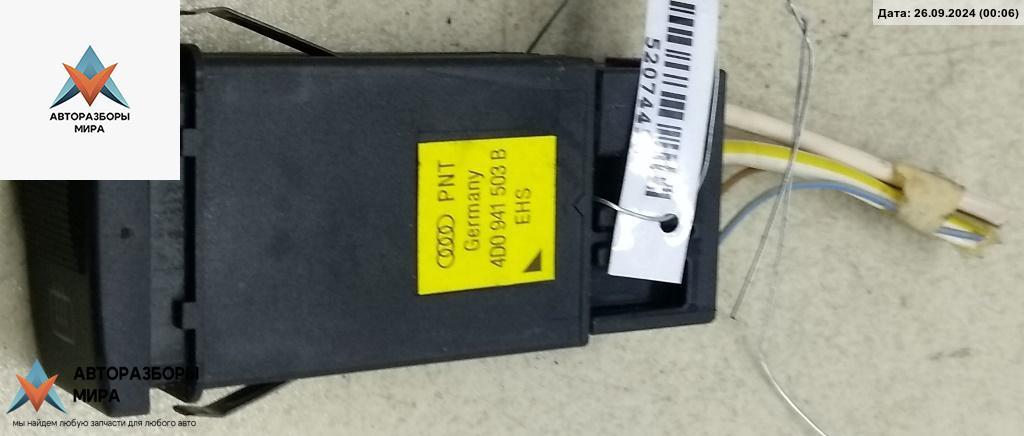 Дата: 26.09.2024 (00:06)
АВТОРАЗБОРЫ
МИРА
PNT
Germany
4D0 941 503 B
EHS
АВТОРАЗБОРЫ
МИРА
мы найдем любую запчасти для любого авто